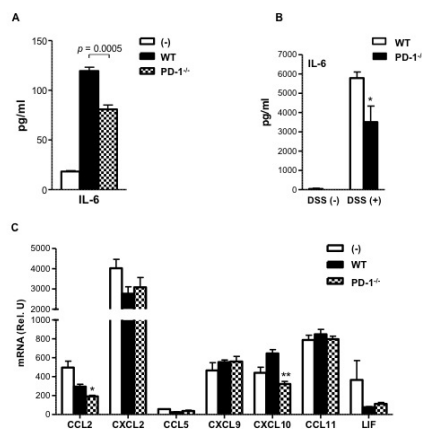 A
150
100
50
0
pg/ml
p = 0.0005
(-)
WT
PD-1-/-
IL-6
B
7000
6000
5000
4000
3000
2000
1000
0
pg/ml
IL-6
WT
PD-1-/-
*
DSS (-) DSS (+)
C
5000
4000
3000
2000
1000
800
600
400
200
0
mRNA (Rel. U)
(-)
WT
PD-1-/-
*
**
CCL2 CXCL2 CCL5 CXCL9 CXCL10 CCL11 LIF